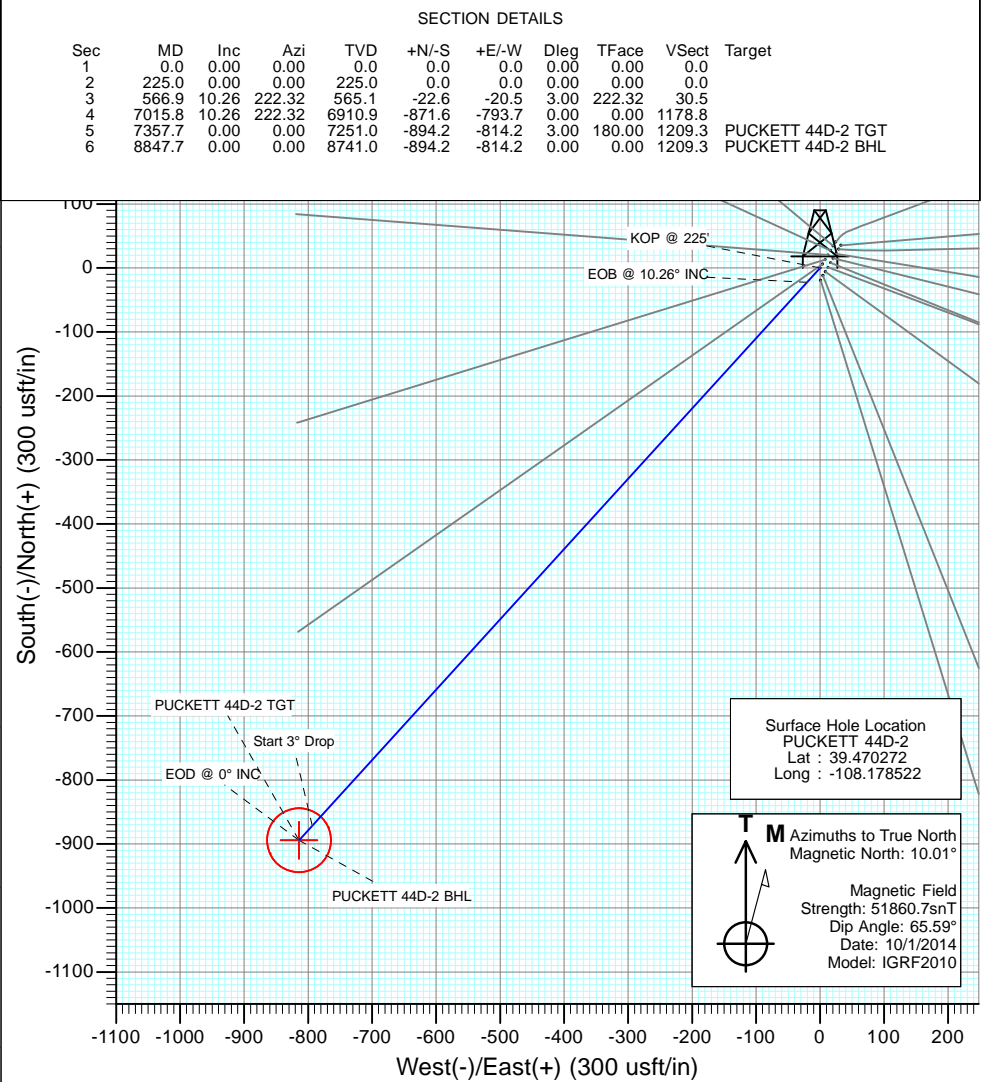 SECTION DETAILS
Sec MD Inc Azi TVD +N/-S +E/-W Dleg TFace VSect Target
1 0.0 0.00 0.00 0.0 0.0 0.0 0.00 0.00 0.0
2 225.0 0.00 0.00 225.0 0.0 0.0 0.00 0.00 0.0
3 566.9 10.26 222.32 565.1 -22.6 -20.5 3.00 222.32 30.5
4 7015.8 10.26 222.32 6910.9 -871.6 -793.7 0.00 0.00 1178.8
5 7357.7 0.00 0.00 7251.0 -894.2 -814.2 3.00 180.00 1209.3 PUCKETT 44D-2 TGT
6 8847.7 0.00 0.00 8741.0 -894.2 -814.2 0.00 0.00 1209.3 PUCKETT 44D-2 BHL
100
KOP @ 225'
0
EOB @ 10.26° INC
-100
-200
-300
-400
-500
-600
-700
-800
-900
-1000
-1100
South(-)/North(+) (300 usft/in)
PUCKETT 44D-2 TGT
Start 3° Drop
EOD @ 0° INC
PUCKETT 44D-2 BHL
Surface Hole Location
PUCKETT 44D-2
Lat : 39.470272
Long : -108.178522
T
M
Azimuths to True North
Magnetic North: 10.01°
Magnetic Field
Strength: 51860.7snT
Dip Angle: 65.59°
Date: 10/1/2014
Model: IGRF2010
-1100 -1000 -900 -800 -700 -600 -500 -400 -300 -200 -100 0 100 200
West(-)/East(+) (300 usft/in)